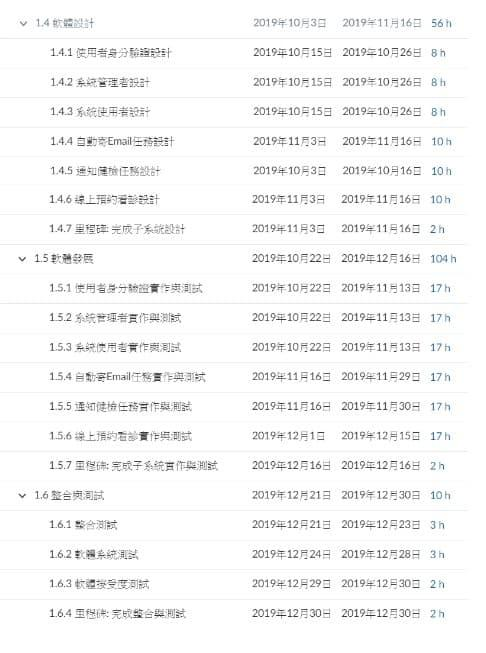 1.4 軟體設計 2019年10月3日 2019年11月16日 56 h
1.4.1 使用者身分驗證設計 2019年10月15日 2019年10月26日 8 h
1.4.2 系統管理者設計 2019年10月15日 2019年10月26日 8 h
1.4.3 系統使用者設計 2019年10月15日 2019年10月26日 8 h
1.4.4 自動寄Email任務設計 2019年11月3日 2019年11月16日 10 h
1.4.5 通知健檢任務設計 2019年10月3日 2019年10月16日 10 h
1.4.6 線上預約看診設計 2019年11月3日 2019年11月16日 10 h
1.4.7 里程碑: 完成子系統設計 2019年11月3日 2019年11月16日 2 h
1.5 軟體發展 2019年10月22日 2019年12月16日 104 h
1.5.1 使用者身分驗證實作與測試 2019年10月22日 2019年11月13日 17 h
1.5.2 系統管理者實作與測試 2019年10月22日 2019年11月13日 17 h
1.5.3 系統使用者實作與測試 2019年10月22日 2019年11月13日 17 h
1.5.4 自動寄Email任務實作與測試 2019年11月16日 2019年11月29日 17 h
1.5.5 通知健檢任務實作與測試 2019年11月16日 2019年11月30日 17 h
1.5.6 線上預約看診實作與測試 2019年12月1日 2019年12月15日 17 h
1.5.7 里程碑: 完成子系統實作與測試 2019年12月16日 2019年12月16日 2 h
1.6 整合與測試 2019年12月21日 2019年12月30日 10 h
1.6.1 整合測試 2019年12月21日 2019年12月23日 3 h
1.6.2 軟體系統測試 2019年12月24日 2019年12月28日 3 h
1.6.3 軟體接受度測試 2019年12月29日 2019年12月30日 2 h
1.6.4 里程碑: 完成整合與測試 2019年12月30日 2019年12月30日 2 h